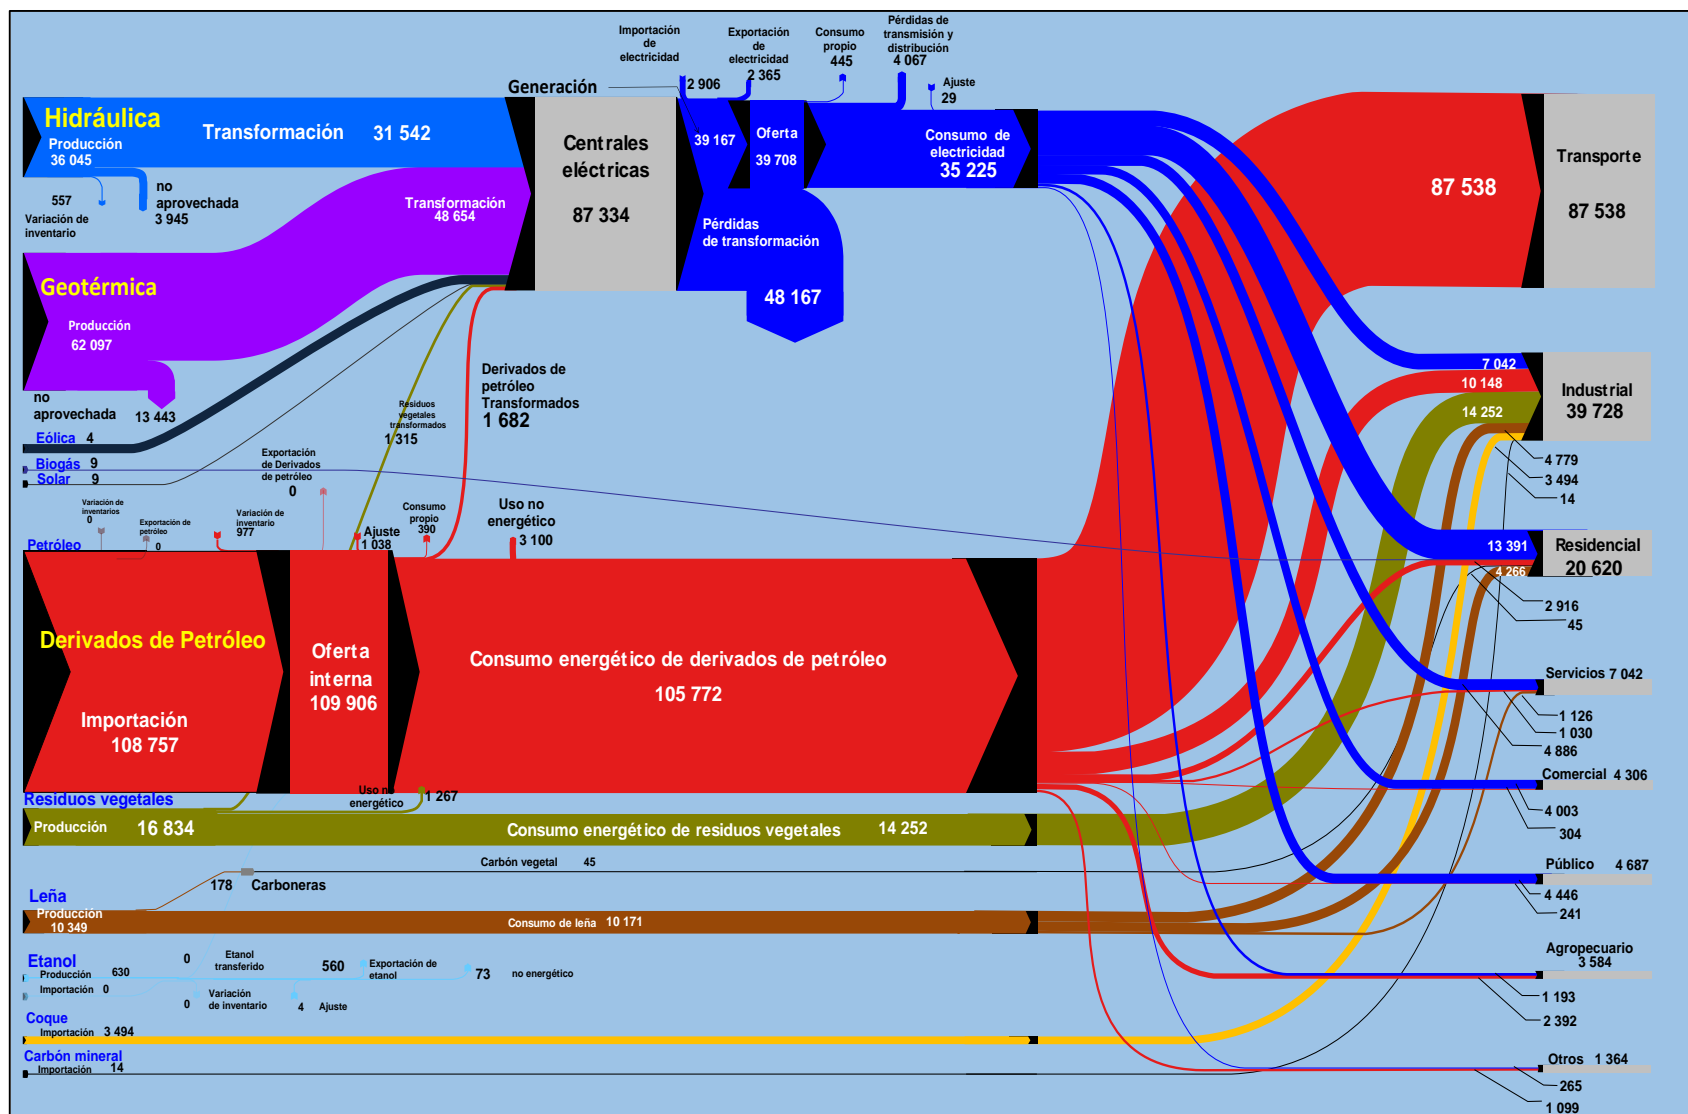 Importación
de
electricidad
2 906
Exportación
de
electricidad
2 365
Consumo
propio
445
Pérdidas de
transmisión y
distribución
4 067
Ajuste
29
Generación
Hidráulica
Producción
36 045
Transformación 31 542
557
Variación de
inventario
no
aprovechada
3 945
Centrales
eléctricas
87 334
39 167
Oferta
39 708
Consumo de
electricidad
35 225
Pérdidas
de transformación
48 167
Transformación
48 654
Geotérmica
Producción
62 097
no
aprovechada
13 443
Eólica 4
Biogás 9
Solar 9
Residuos
vegetales
transformados
1 315
Derivados de
petróleo
Transformados
1 682
Exportación
de Derivados
de petróleo
0
Variación de
inventarios
0
Exportación de
petróleo
0
Variación de
inventario
977
Ajuste
1 038
Consumo
propio
390
Uso no
energético
3 100
Petróleo
Derivados de Petróleo
Importación
108 757
Oferta
interna
109 906
Consumo energético de derivados de petróleo
105 772
Residuos vegetales
Producción 16 834
Uso no
energético
1 267
Consumo energético de residuos vegetales 14 252
178 Carboneras
Carbón vegetal 45
Leña
Producción
10 349
Consumo de leña 10 171
Etanol
Producción 630
Importación 0
0
Etanol
transferido
560
Exportación de
etanol
73 no energético
0
Variación
de inventario
4 Ajuste
Coque
Importación 3 494
Carbón mineral
Importación 14
87 538
Transporte
87 538
7 042
10 148
14 252
Industrial
39 728
4 779
3 494
14
13 391
4 266
Residencial
20 620
2 916
45
Servicios 7 042
1 126
1 030
4 886
Comercial 4 306
4 003
304
Público 4 687
4 446
241
Agropecuario
3 584
1 193
2 392
Otros 1 364
265
1 099